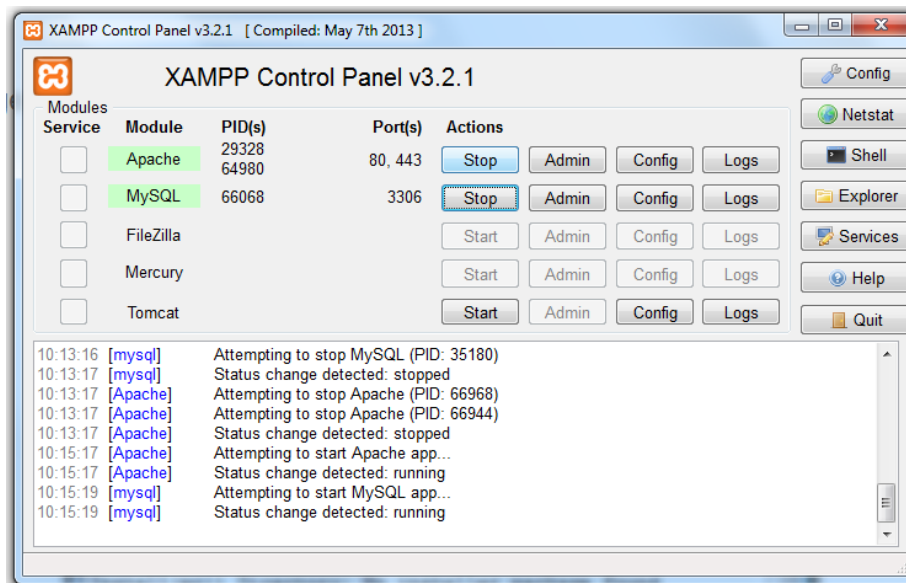 XAMPP Control Panel v3.2.1 [ Compiled: May 7th 2013 ]
XAMPP Control Panel v3.2.1
Config
Modules
Service Module PID(s) Port(s) Actions
Netstat
Apache 29328 64980 80, 443 Stop Admin Config Logs
Shell
MySQL 66068 3306 Stop Admin Config Logs
Explorer
FileZilla Start Admin Config Logs
Services
Mercury Start Admin Config Logs
Help
Tomcat Start Admin Config Logs
Quit
10:13:16 [mysql] Attempting to stop MySQL (PID: 35180)
10:13:17 [mysql] Status change detected: stopped
10:13:17 [Apache] Attempting to stop Apache (PID: 66968)
10:13:17 [Apache] Attempting to stop Apache (PID: 66944)
10:13:17 [Apache] Status change detected: stopped
10:15:17 [Apache] Attempting to start Apache app...
10:15:17 [Apache] Status change detected: running
10:15:19 [mysql] Attempting to start MySQL app...
10:15:19 [mysql] Status change detected: running